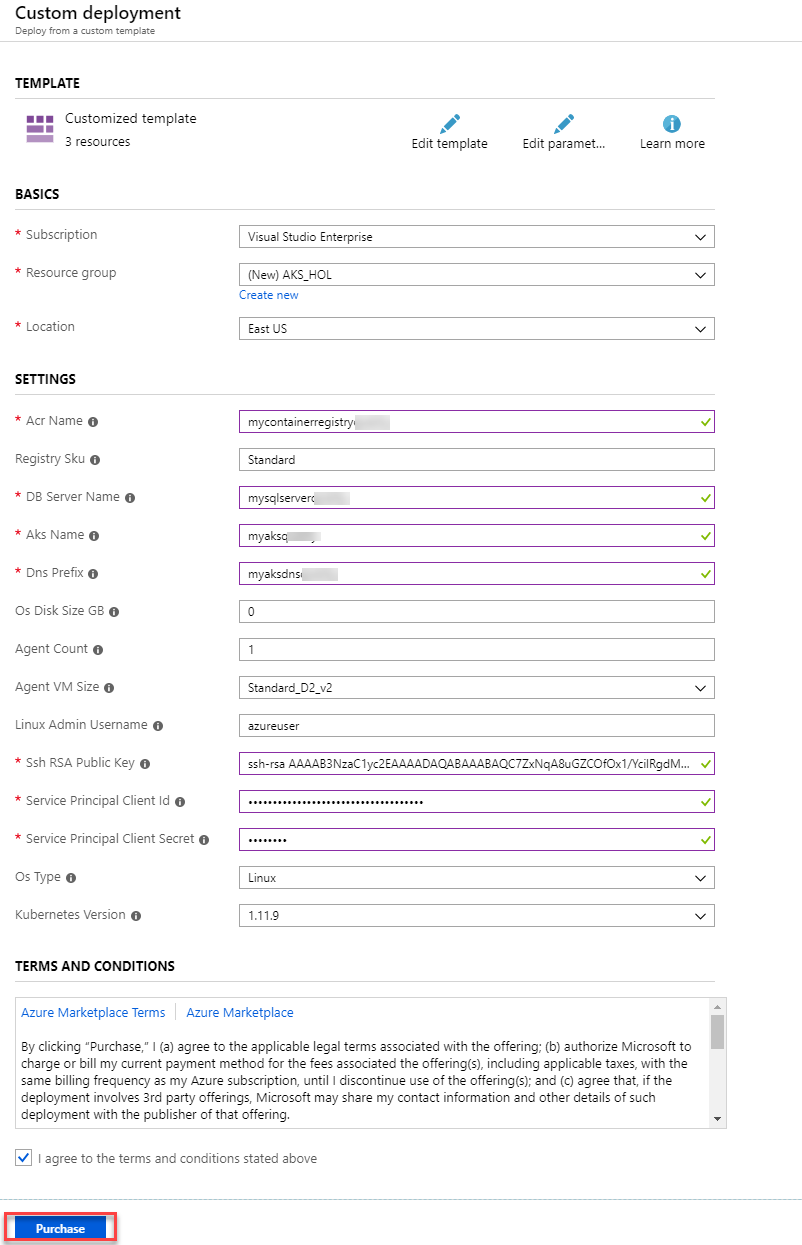 Custom deployment
Deploy from a custom template
TEMPLATE
Customized template
3 resources
Edit template
Edit paramet...
Learn more
BASICS
* Subscription
Visual Studio Enterprise
* Resource group
(New) AKS_HOL
Create new
* Location
East US
SETTINGS
* Acr Name
mycontainerregistry
Registry Sku
Standard
* DB Server Name
mysqlserver
* Aks Name
myaks
* Dns Prefix
myaksdns
Os Disk Size GB
0
Agent Count
1
Agent VM Size
Standard_D2_v2
Linux Admin Username
azureuser
* Ssh RSA Public Key
ssh-rsa AAAAB3NzaC1yc2EAAAADAQABAAABAQC7ZxNqA8uGZCOfOx1/YcilRgdM...
* Service Principal Client Id
* Service Principal Client Secret
Os Type
Linux
Kubernetes Version
1.11.9
TERMS AND CONDITIONS
Azure Marketplace Terms | Azure Marketplace
By clicking “Purchase,” I (a) agree to the applicable legal terms associated with the offering; (b) authorize Microsoft to
charge or bill my current payment method for the fees associated the offering(s), including applicable taxes, with the
same billing frequency as my Azure subscription, until I discontinue use of the offering(s); and (c) agree that, if the
deployment involves 3rd party offerings, Microsoft may share my contact information and other details of such
deployment with the publisher of that offering.
I agree to the terms and conditions stated above
Purchase